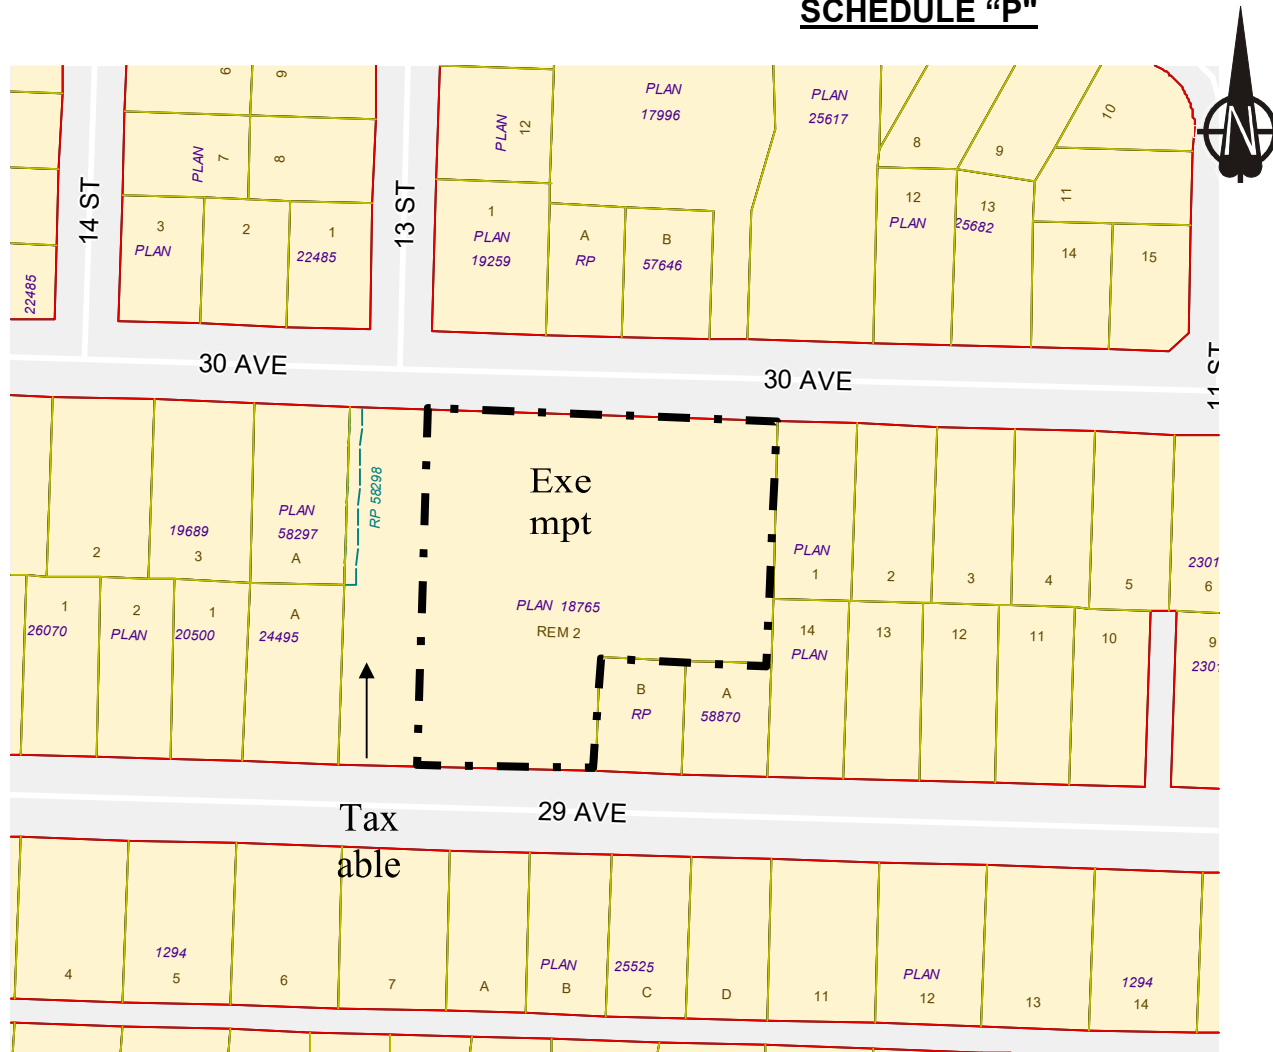 SCHEDULE “P"
N
6
9
PLAN
17996
PLAN
25617
10
PLAN
12
8
9
PLAN
7
8
14 ST
13 ST
3
PLAN
2
1
22485
1
PLAN
19259
A
RP
B
57646
12
PLAN
13
25682
11
14
15
22485
30 AVE
30 AVE
11 ST
Exe
mpt
RP 58298
PLAN
58297
A
19689
3
2
PLAN
1
2
3
4
5
2301
6
1
26070
2
PLAN
1
20500
A
24495
PLAN 18765
REM 2
14
PLAN
13
12
11
10
9
230
B
RP
A
58870
29 AVE
Tax
able
4
1294
5
6
7
A
PLAN
B
25525
C
D
11
PLAN
12
13
1294
14